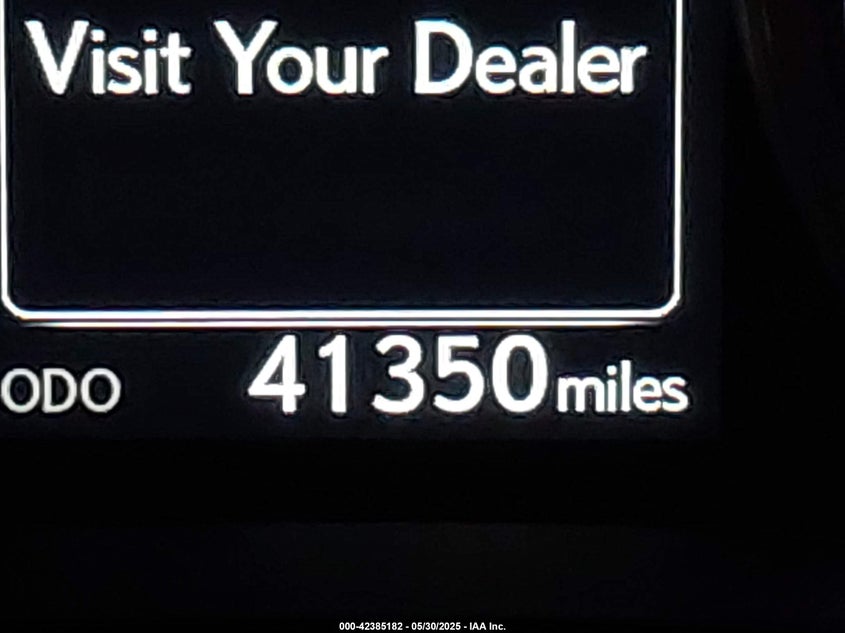 Visit Your Dealer
ODO 41350 miles
000-42385182 - 05/30/2025 - IAA Inc.